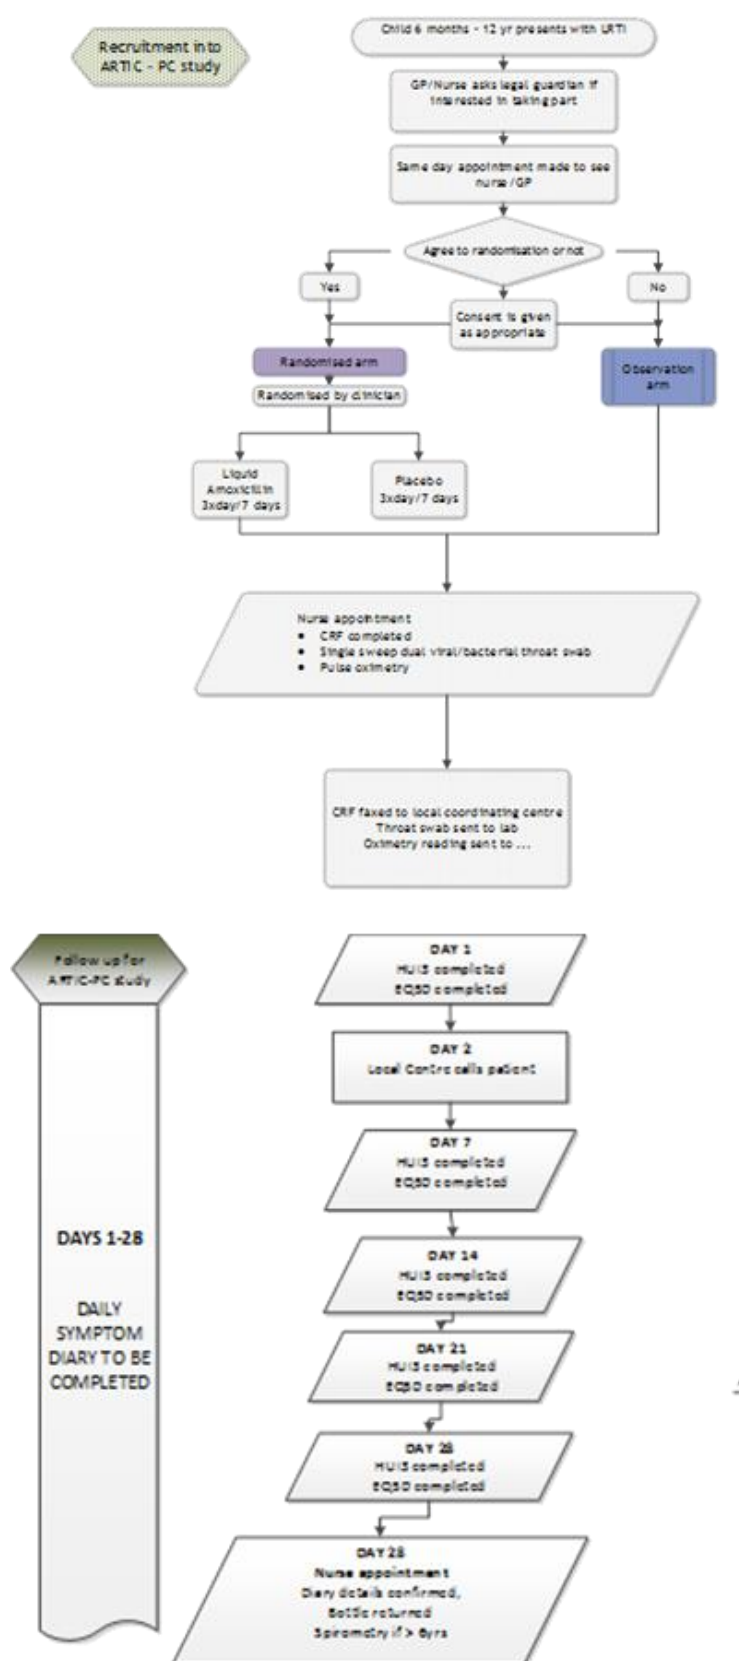 Recruitment into
ARTIC - PC study
Child 6 months - 12 yr presents with LRTI
GP/Nurse asks legal guardian if
interested in taking part
Same day appointment made to see
nurse/GP
Agree to randomisation or not
Yes
No
Consent is given
as appropriate
Randomised arm
Observation
arm
Randomised by clinician
Liquid
Amoxicillin
3xday/7 days
Placebo
3xday/7 days
Nurse appointment
• CRF completed
• Single sweep dual viral/bacterial throat swab
• Pulse oximetry
CRF faxed to local coordinating centre
Throat swab sent to lab
Oximetry reading sent to ...
Follow up for
ARTIC-PC study
DAYS 1-28
DAILY
SYMPTOM
DIARY TO BE
COMPLETED
DAY 1
HUI3 completed
EQ5D completed
DAY 2
Local Centre calls patient
DAY 7
HUI3 completed
EQ5D completed
DAY 14
HUI3 completed
EQ5D completed
DAY 21
HUI3 completed
EQ5D completed
DAY 28
HUI3 completed
EQ5D completed
DAY 28
Nurse appointment
Diary details confirmed,
Bottle returned
Spirometry if > 6yrs